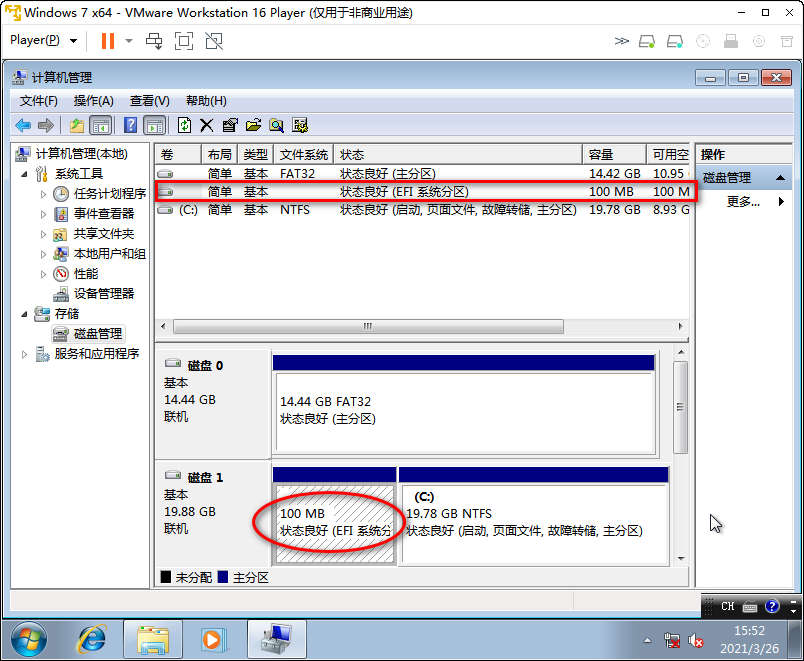 Windows 7 x64 - VMware Workstation 16 Player (仅用于非商业用途)
Player(P)
计算机管理
文件(F) 操作(A) 查看(V) 帮助(H)
计算机管理(本地)
系统工具
任务计划程序
事件查看器
共享文件夹
本地用户和组
性能
设备管理器
存储
磁盘管理
服务和应用程序
卷 布局 类型 文件系统 状态 容量 可用空
简单 基本 FAT32 状态良好 (主分区) 14.42 GB 10.95
简单 基本 状态良好 (EFI 系统分区) 100 MB 100 M
(C:) 简单 基本 NTFS 状态良好 (启动, 页面文件, 故障转储, 主分区) 19.78 GB 8.93 G
操作
磁盘管理
更多...
磁盘 0
基本
14.44 GB
联机
14.44 GB FAT32
状态良好 (主分区)
磁盘 1
基本
19.88 GB
联机
100 MB
状态良好 (EFI 系统分
(C:)
19.78 GB NTFS
状态良好 (启动, 页面文件, 故障转储, 主分区)
未分配 主分区
CH
15:52
2021/3/26